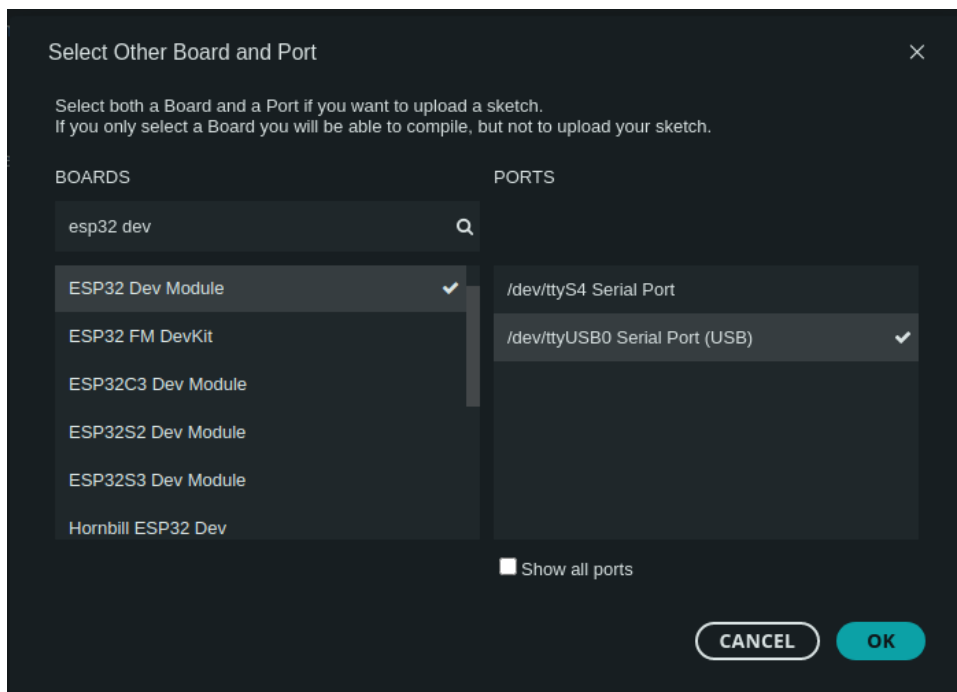 Select Other Board and Port
Select both a Board and a Port if you want to upload a sketch.
If you only select a Board you will be able to compile, but not to upload your sketch.
BOARDS
PORTS
esp32 dev
ESP32 Dev Module
ESP32 FM DevKit
ESP32C3 Dev Module
ESP32S2 Dev Module
ESP32S3 Dev Module
Hornbill ESP32 Dev
/dev/ttyS4 Serial Port
/dev/ttyUSB0 Serial Port (USB)
Show all ports
CANCEL
OK